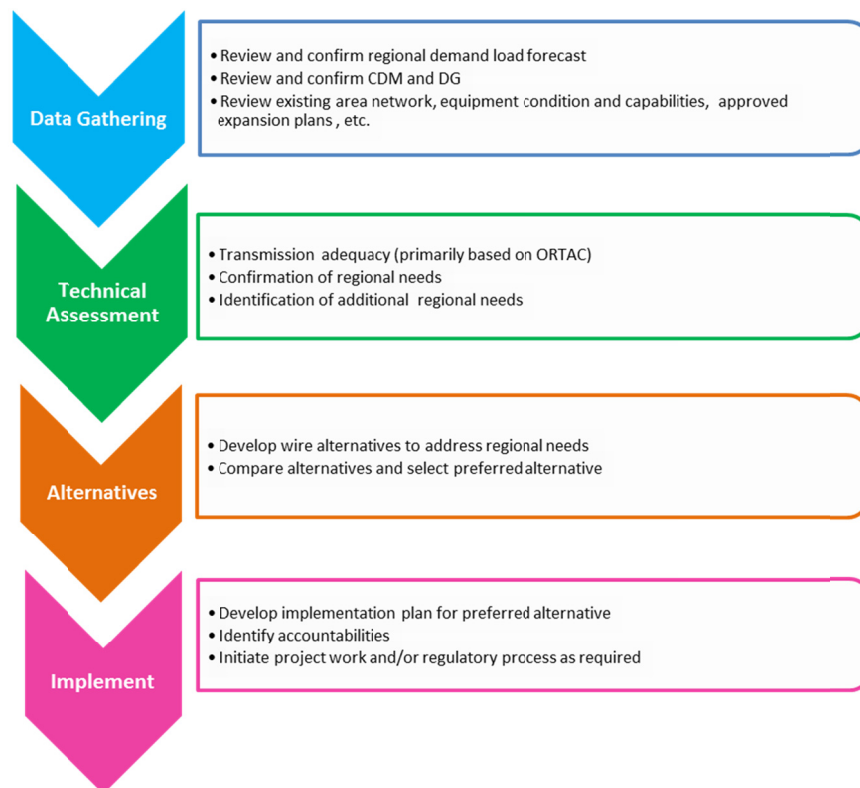 Data Gathering
• Review and confirm regional demand load forecast
• Review and confirm CDM and DG
• Review existing area network, equipment condition and capabilities, approved
expansion plans , etc.
Technical
Assessment
• Transmission adequacy (primarily based on ORTAC)
• Confirmation of regional needs
• Identification of additional regional needs
Alternatives
• Develop wire alternatives to address regional needs
• Compare alternatives and select preferred alternative
Implement
• Develop implementation plan for preferred alternative
• Identify accountabilities
• Initiate project work and/or regulatory process as required